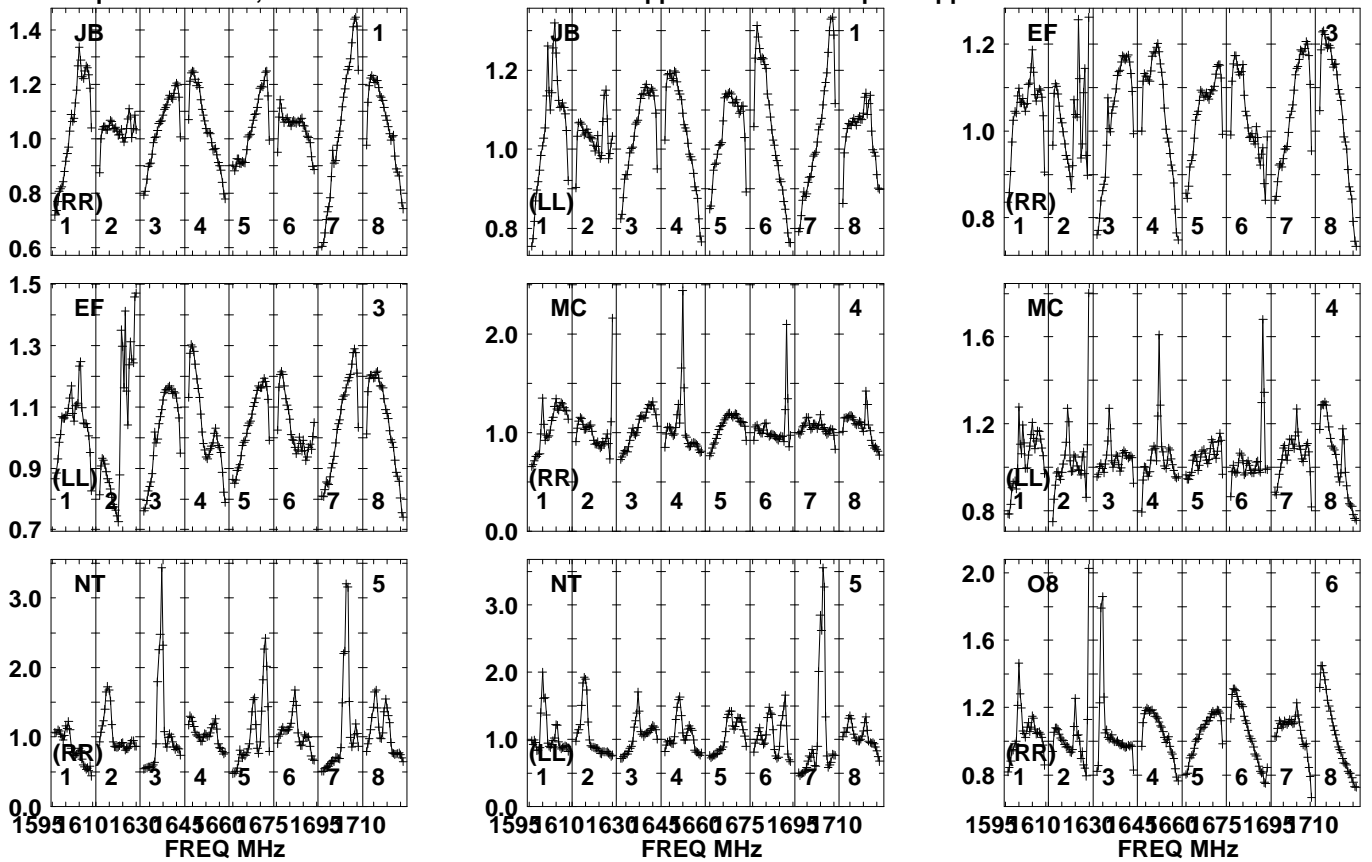 1.4 JB 1
1.2
1.0
0.8
(RR)
0.6 1 2 3 4 5 6 7 8
JB 1
1.2
1.0
(LL)
0.8 1 2 3 4 5 6 7 8
EF 3
1.2
1.0
(RR)
0.8 1 2 3 4 5 6 7 8
1.5 EF 3
1.3
1.1
0.9
(LL)
0.7 1 2 3 4 5 6 7 8
MC 4
2.0
1.0
(RR)
0.0 1 2 3 4 5 6 7 8
MC 4
1.6
1.4
1.2
1.0
(LL)
0.8 1 2 3 4 5 6 7 8
NT 5
3.0
2.0
1.0
(RR)
0.0 1 2 3 4 5 6 7 8
1595 1610 1630 1645 1660 1675 1695 1710
FREQ MHz
NT 5
3.0
2.0
1.0
(LL)
0.0 1 2 3 4 5 6 7 8
1595 1610 1630 1645 1660 1675 1695 1710
FREQ MHz
2.0 O8 6
1.6
1.2
(RR)
0.8 1 2 3 4 5 6 7 8
1595 1610 1630 1645 1660 1675 1695 1710
FREQ MHz